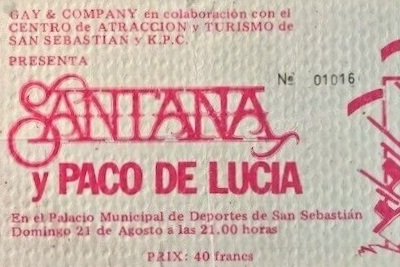 GAY & COMPANY en colaboración con el
CENTRO de ATRACCION y TURISMO de
SAN SEBASTIAN y K.P.C.
PRESENTA
Nº 01016
SANTANA
y PACO DE LUCIA
En el Palacio Municipal de Deportes de San Sebastián
Domingo 21 de Agosto a las 21.00 horas
PRIX: 40 francs